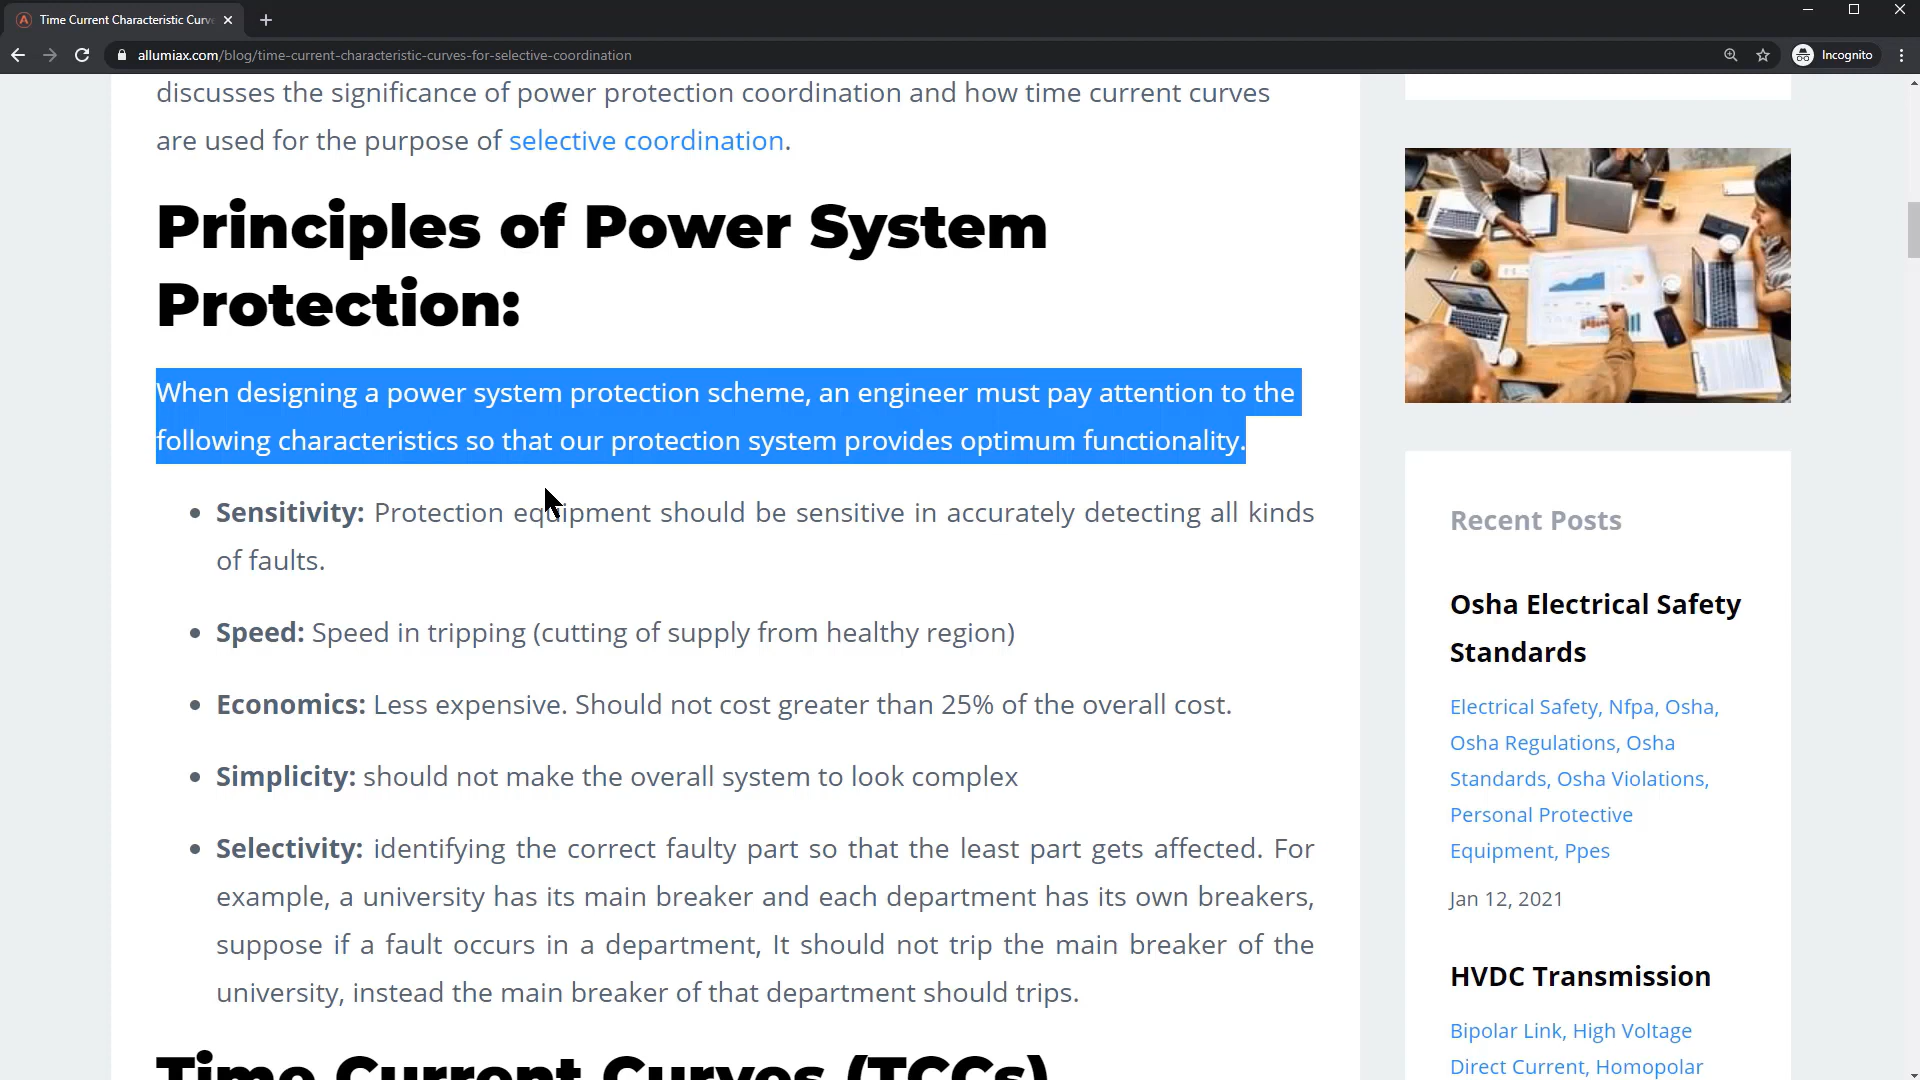 Time Current Characteristic Curv
allumiax.com/blog/time-current-characteristic-curves-for-selective-coordination
Incognito
discusses the significance of power protection coordination and how time current curves
are used for the purpose of selective coordination.
Principles of Power System
Protection:
When designing a power system protection scheme, an engineer must pay attention to the
following characteristics so that our protection system provides optimum functionality.
Sensitivity: Protection equipment should be sensitive in accurately detecting all kinds
of faults.
Speed: Speed in tripping (cutting of supply from healthy region)
Economics: Less expensive. Should not cost greater than 25% of the overall cost.
Simplicity: should not make the overall system to look complex
Selectivity: identifying the correct faulty part so that the least part gets affected. For
example, a university has its main breaker and each department has its own breakers,
suppose if a fault occurs in a department, It should not trip the main breaker of the
university, instead the main breaker of that department should trips.
Time Current Curves (TCCs)
Recent Posts
Osha Electrical Safety
Standards
Electrical Safety, Nfpa, Osha,
Osha Regulations, Osha
Standards, Osha Violations,
Personal Protective
Equipment, Ppes
Jan 12, 2021
HVDC Transmission
Bipolar Link, High Voltage
Direct Current, Homopolar